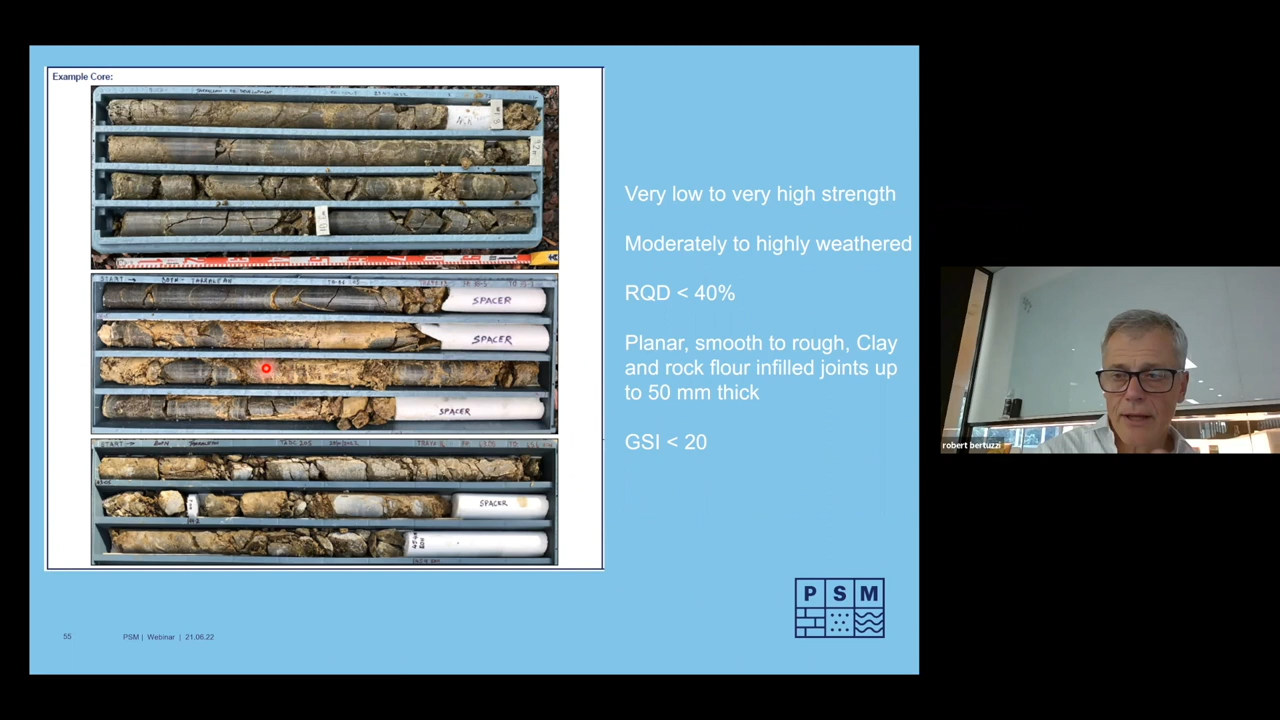 Example Core:
SPACER
SPACER
SPACER
SPACER
Very low to very high strength
Moderately to highly weathered
RQD < 40%
Planar, smooth to rough, Clay
and rock flour infilled joints up
to 50 mm thick
GSI < 20
PSM
55
PSM | Webinar | 21.06.22
robert bertuzzi